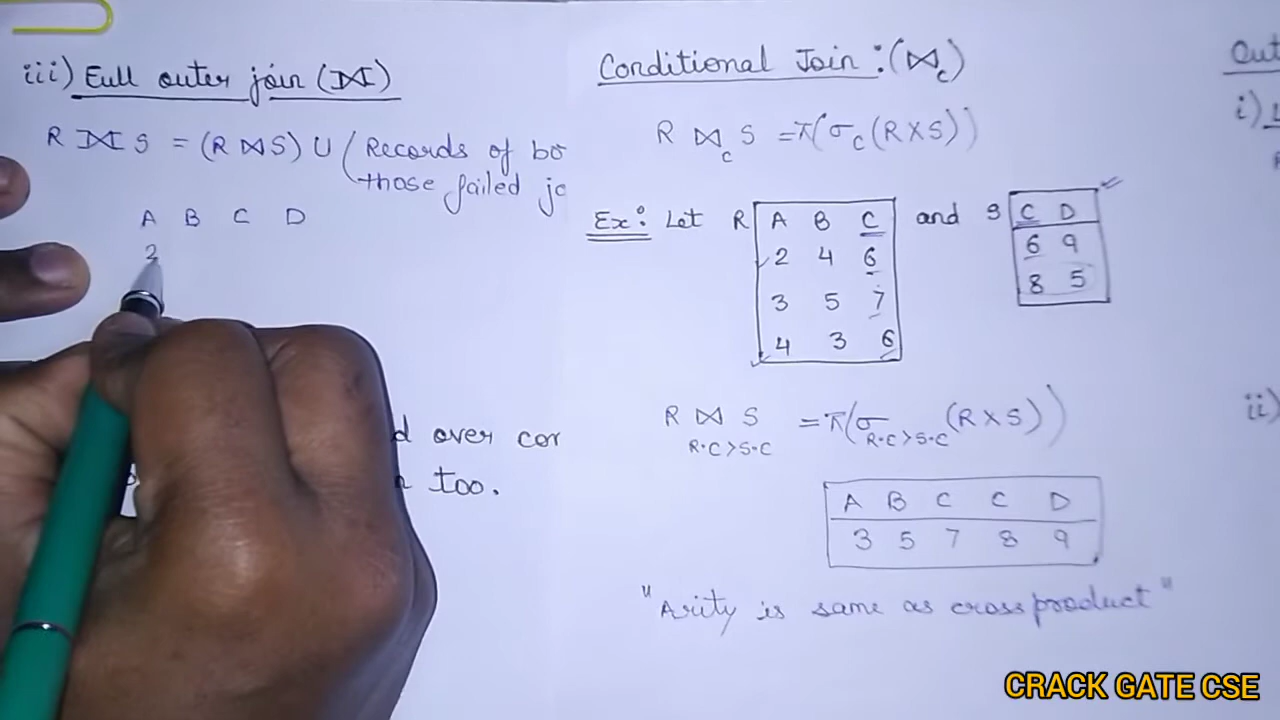 iii) Full outer join (⟗)
R ⟗ S = (R ⋈ S) ∪ (Records of bo
those failed jo
A B C D
2
d over cor
too.
Conditional Join : (⋈c)
R ⋈c S = π(σc (R X S))
Ex: Let R A B C and S C D
2 4 6 6 9
3 5 7 8 5
4 3 6
R ⋈ S = π(σ R.C > S.C (R X S))
R.C > S.C
A B C C D
3 5 7 8 9
"Arity is same as crossproduct"
Out
i)
ii)
CRACK GATE CSE